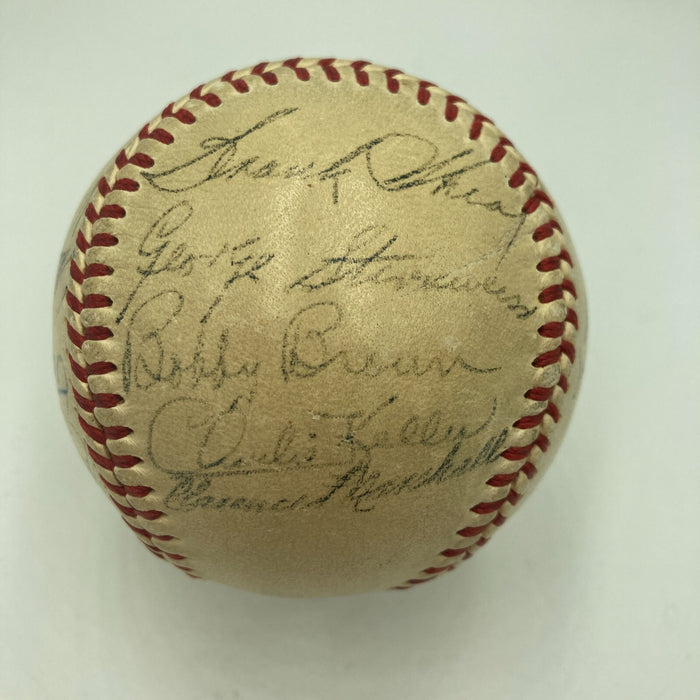 Frank Shea
George Stirnweiss
Bobby Brown
Charlie Keller
Clarence Marshall